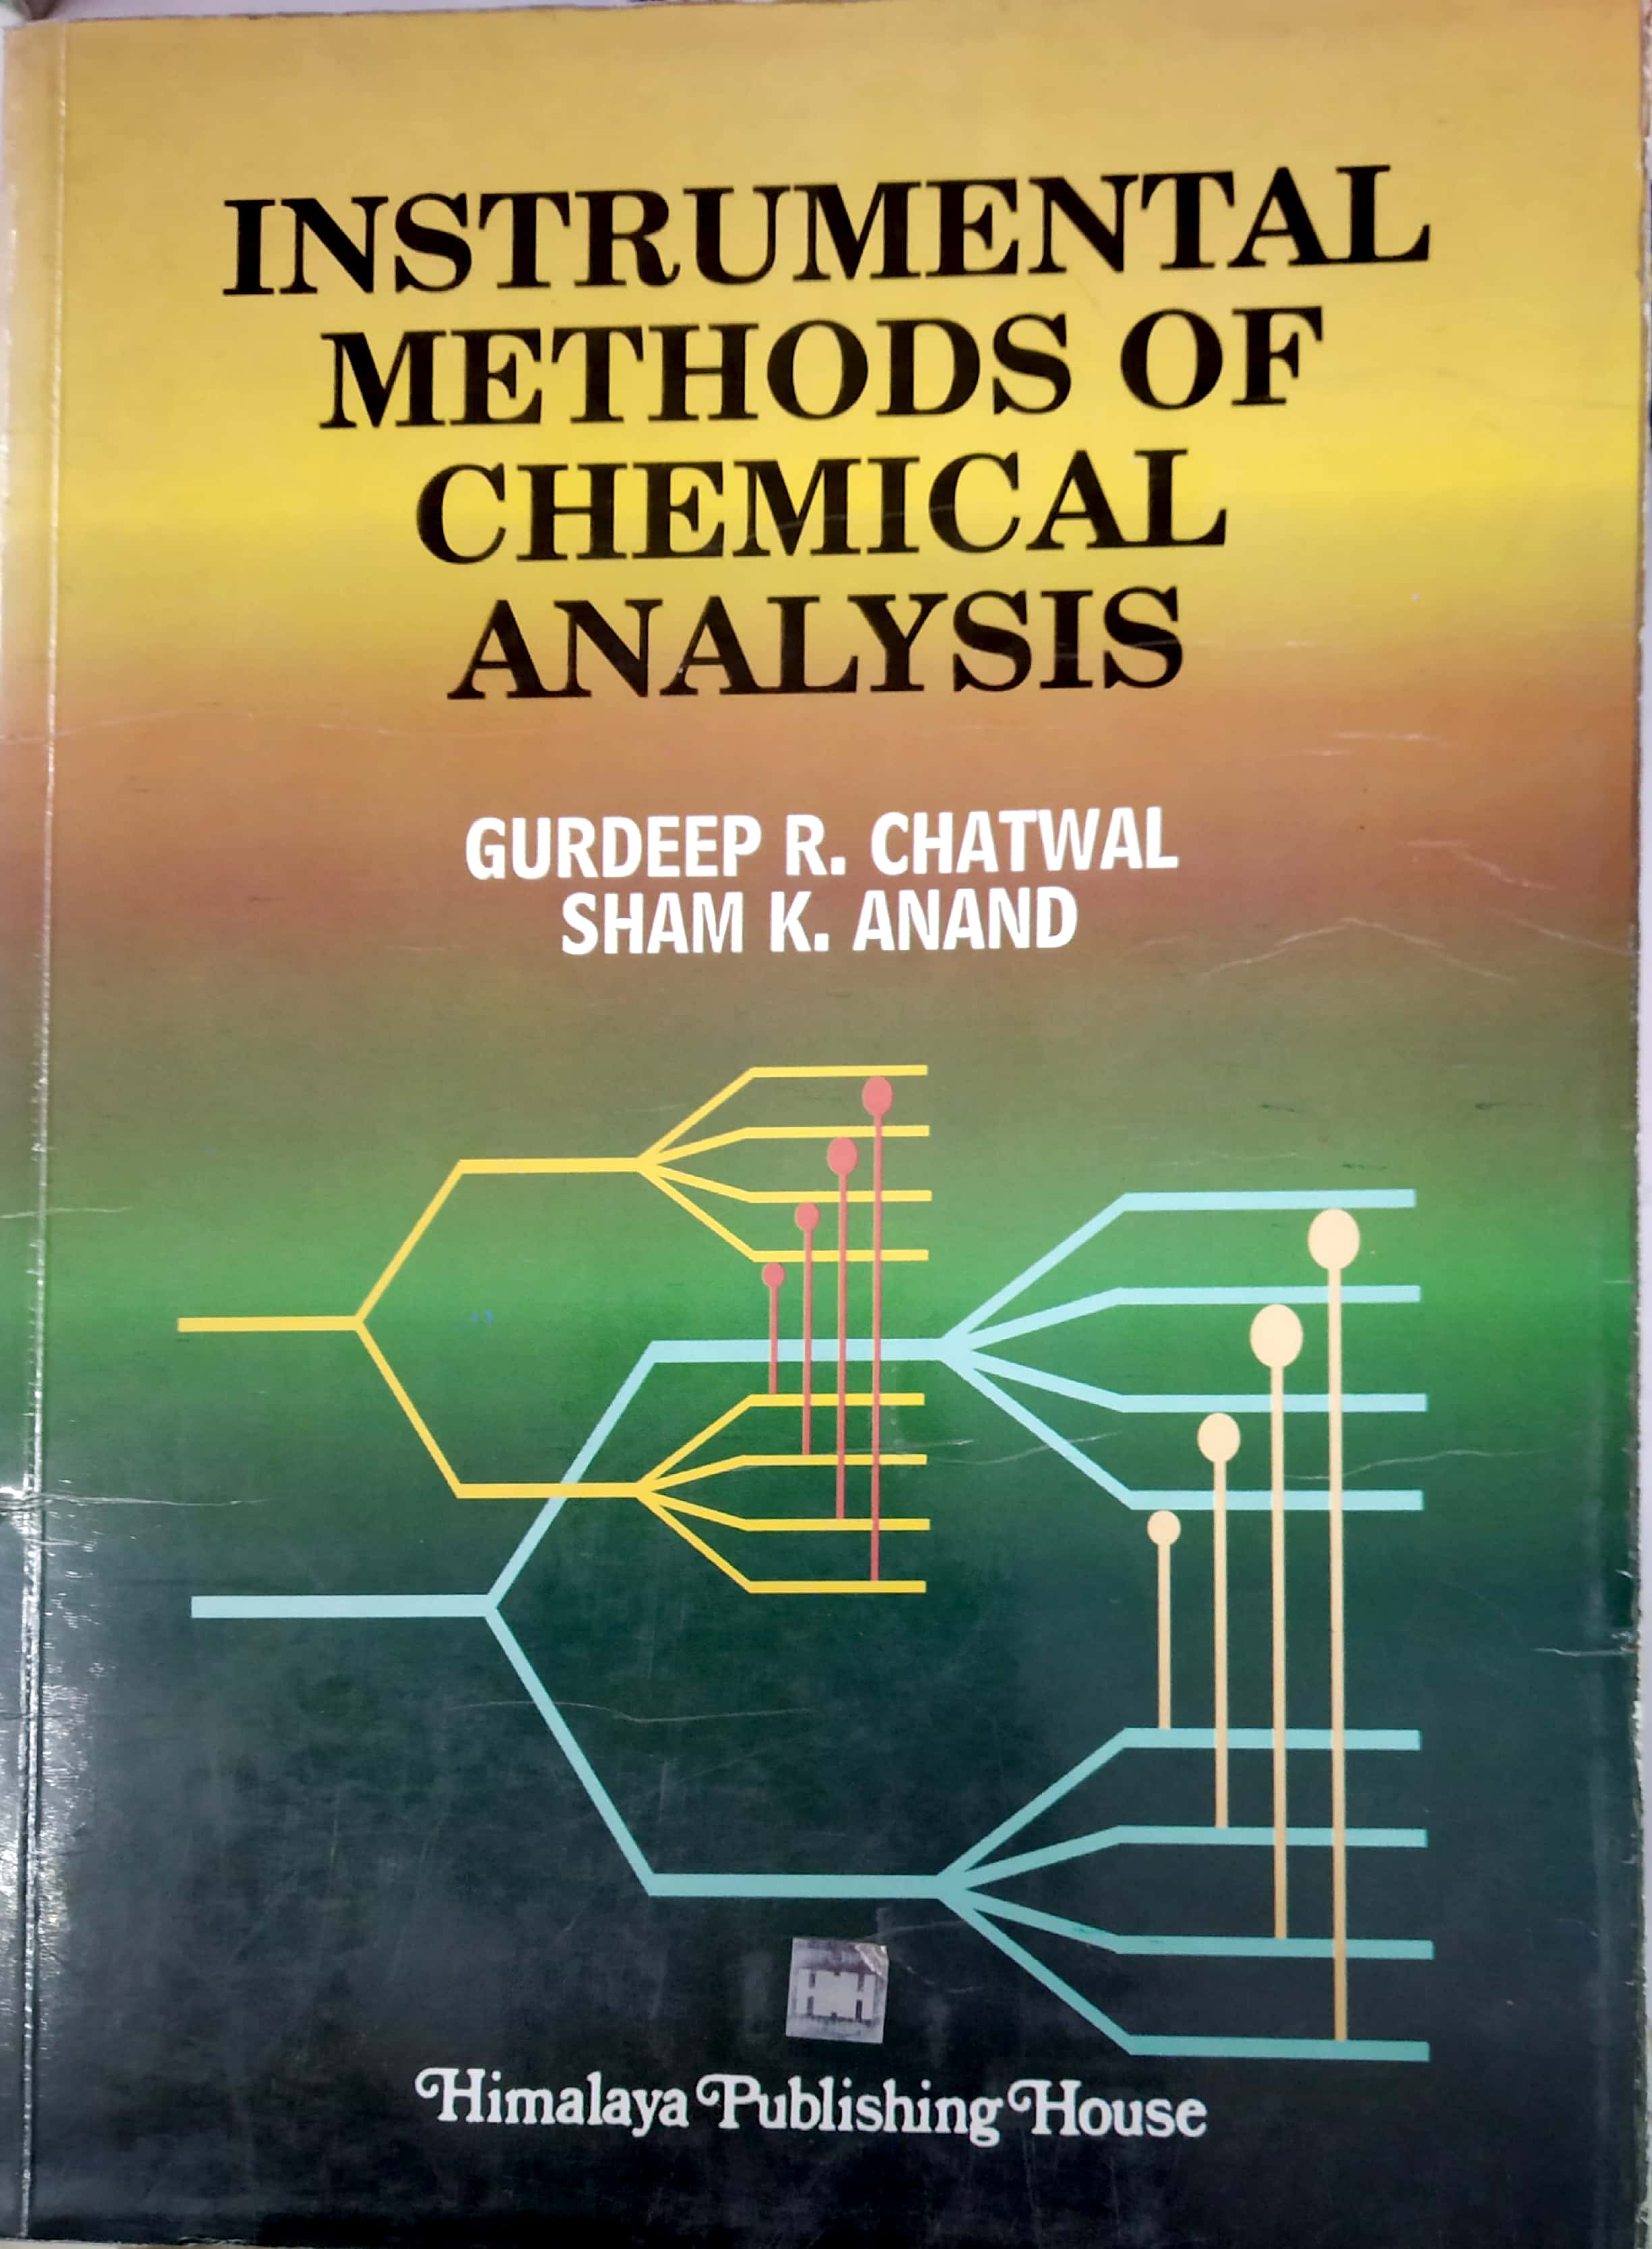 INSTRUMENTAL
METHODS OF
CHEMICAL
ANALYSIS
GURDEEP R. CHATWAL
SHAM K. ANAND
Himalaya Publishing House